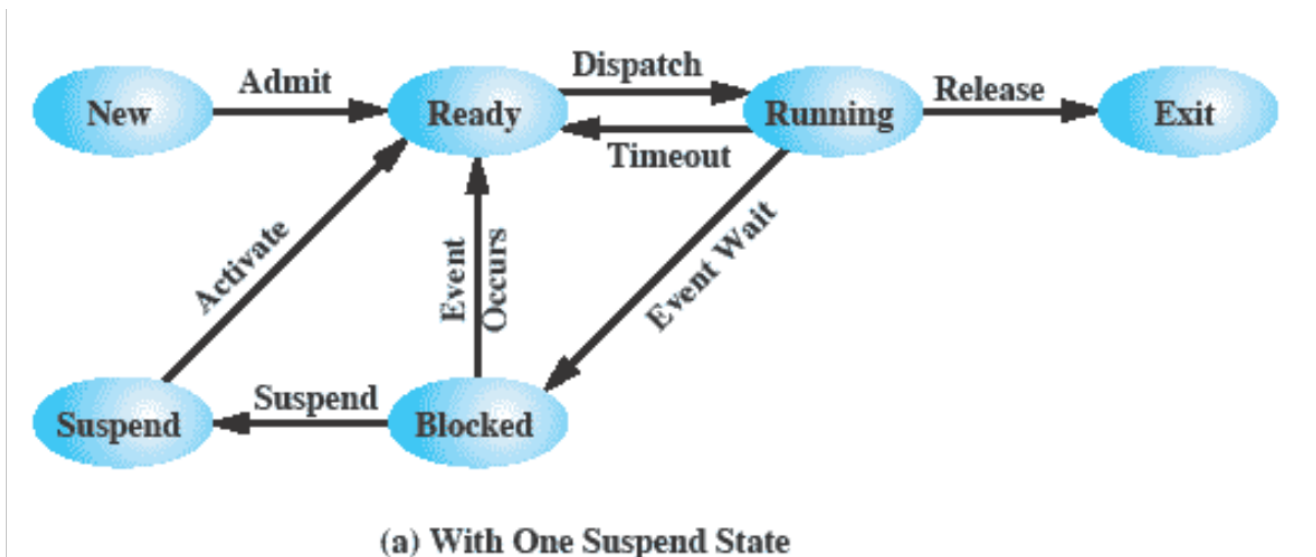 Dispatch
Admit
Release
New
Ready
Running
Exit
Timeout
Activate
Event
Occurs
Event Wait
Suspend
Suspend
Blocked
(a) With One Suspend State